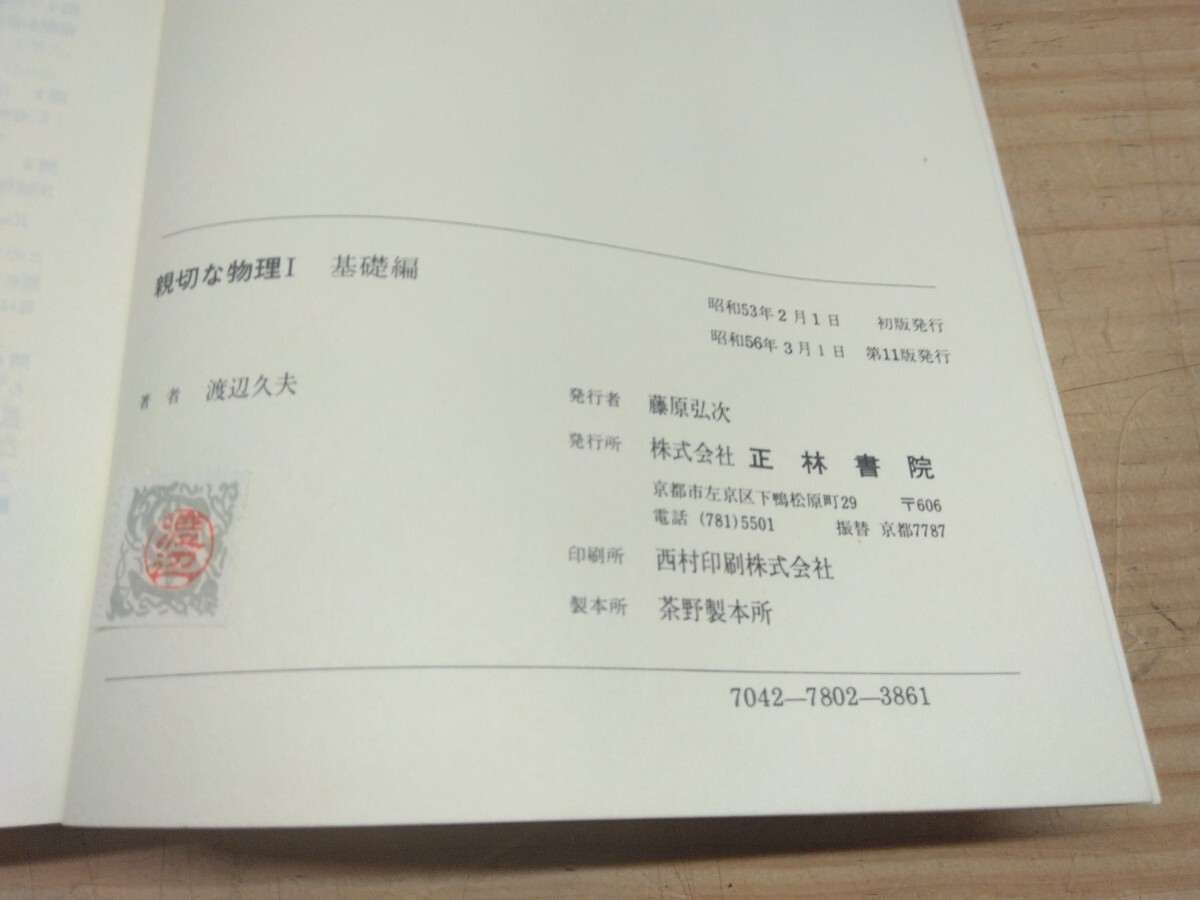 親切な物理I 基礎編
昭和53年2月1日 初版発行
昭和56年3月1日 第11版発行
著者 渡辺久夫
発行者 藤原弘次
発行所 株式会社 正林書院
京都市左京区下鴨松原町29 〒606
電話 (781)5501 振替 京都7787
印刷所 西村印刷株式会社
製本所 茶野製本所
7042—7802—3861